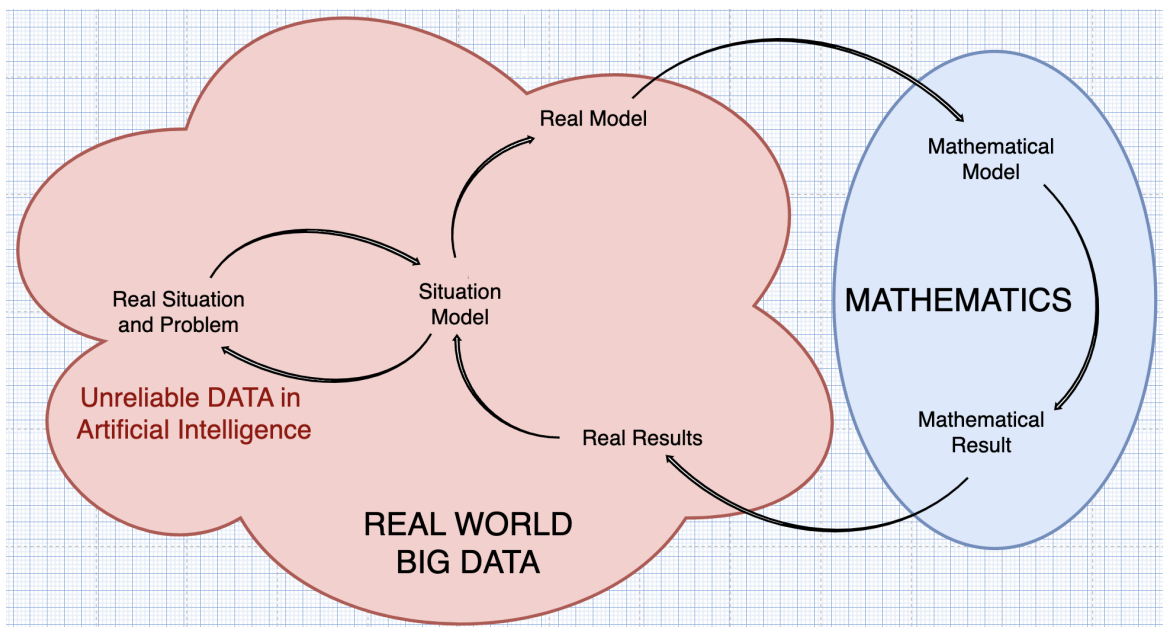 Real Model
Mathematical
Model
Real Situation
and Problem
Situation
Model
MATHEMATICS
Unreliable DATA in
Artificial Intelligence
Real Results
Mathematical
Result
REAL WORLD
BIG DATA